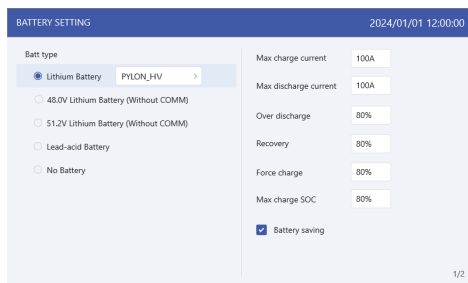 BATTERY SETTING 2024/01/01 12:00:00
Batt type
Lithium Battery PYLON_HV >
48.0V Lithium Battery (Without COMM)
51.2V Lithium Battery (Without COMM)
Lead-acid Battery
No Battery
Max charge current 100A
Max discharge current 100A
Over discharge 80%
Recovery 80%
Force charge 80%
Max charge SOC 80%
Battery saving
1/2